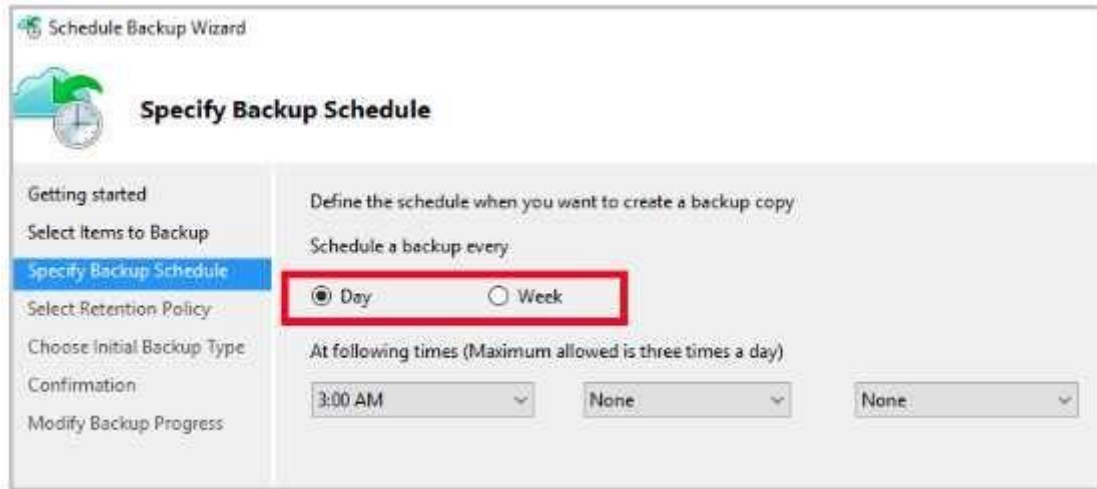 Schedule Backup Wizard
Specify Backup Schedule
Getting started
Select Items to Backup
Specify Backup Schedule
Select Retention Policy
Choose Initial Backup Type
Confirmation
Modify Backup Progress
Define the schedule when you want to create a backup copy
Schedule a backup every
Day Week
At following times (Maximum allowed is three times a day)
3:00 AM None None